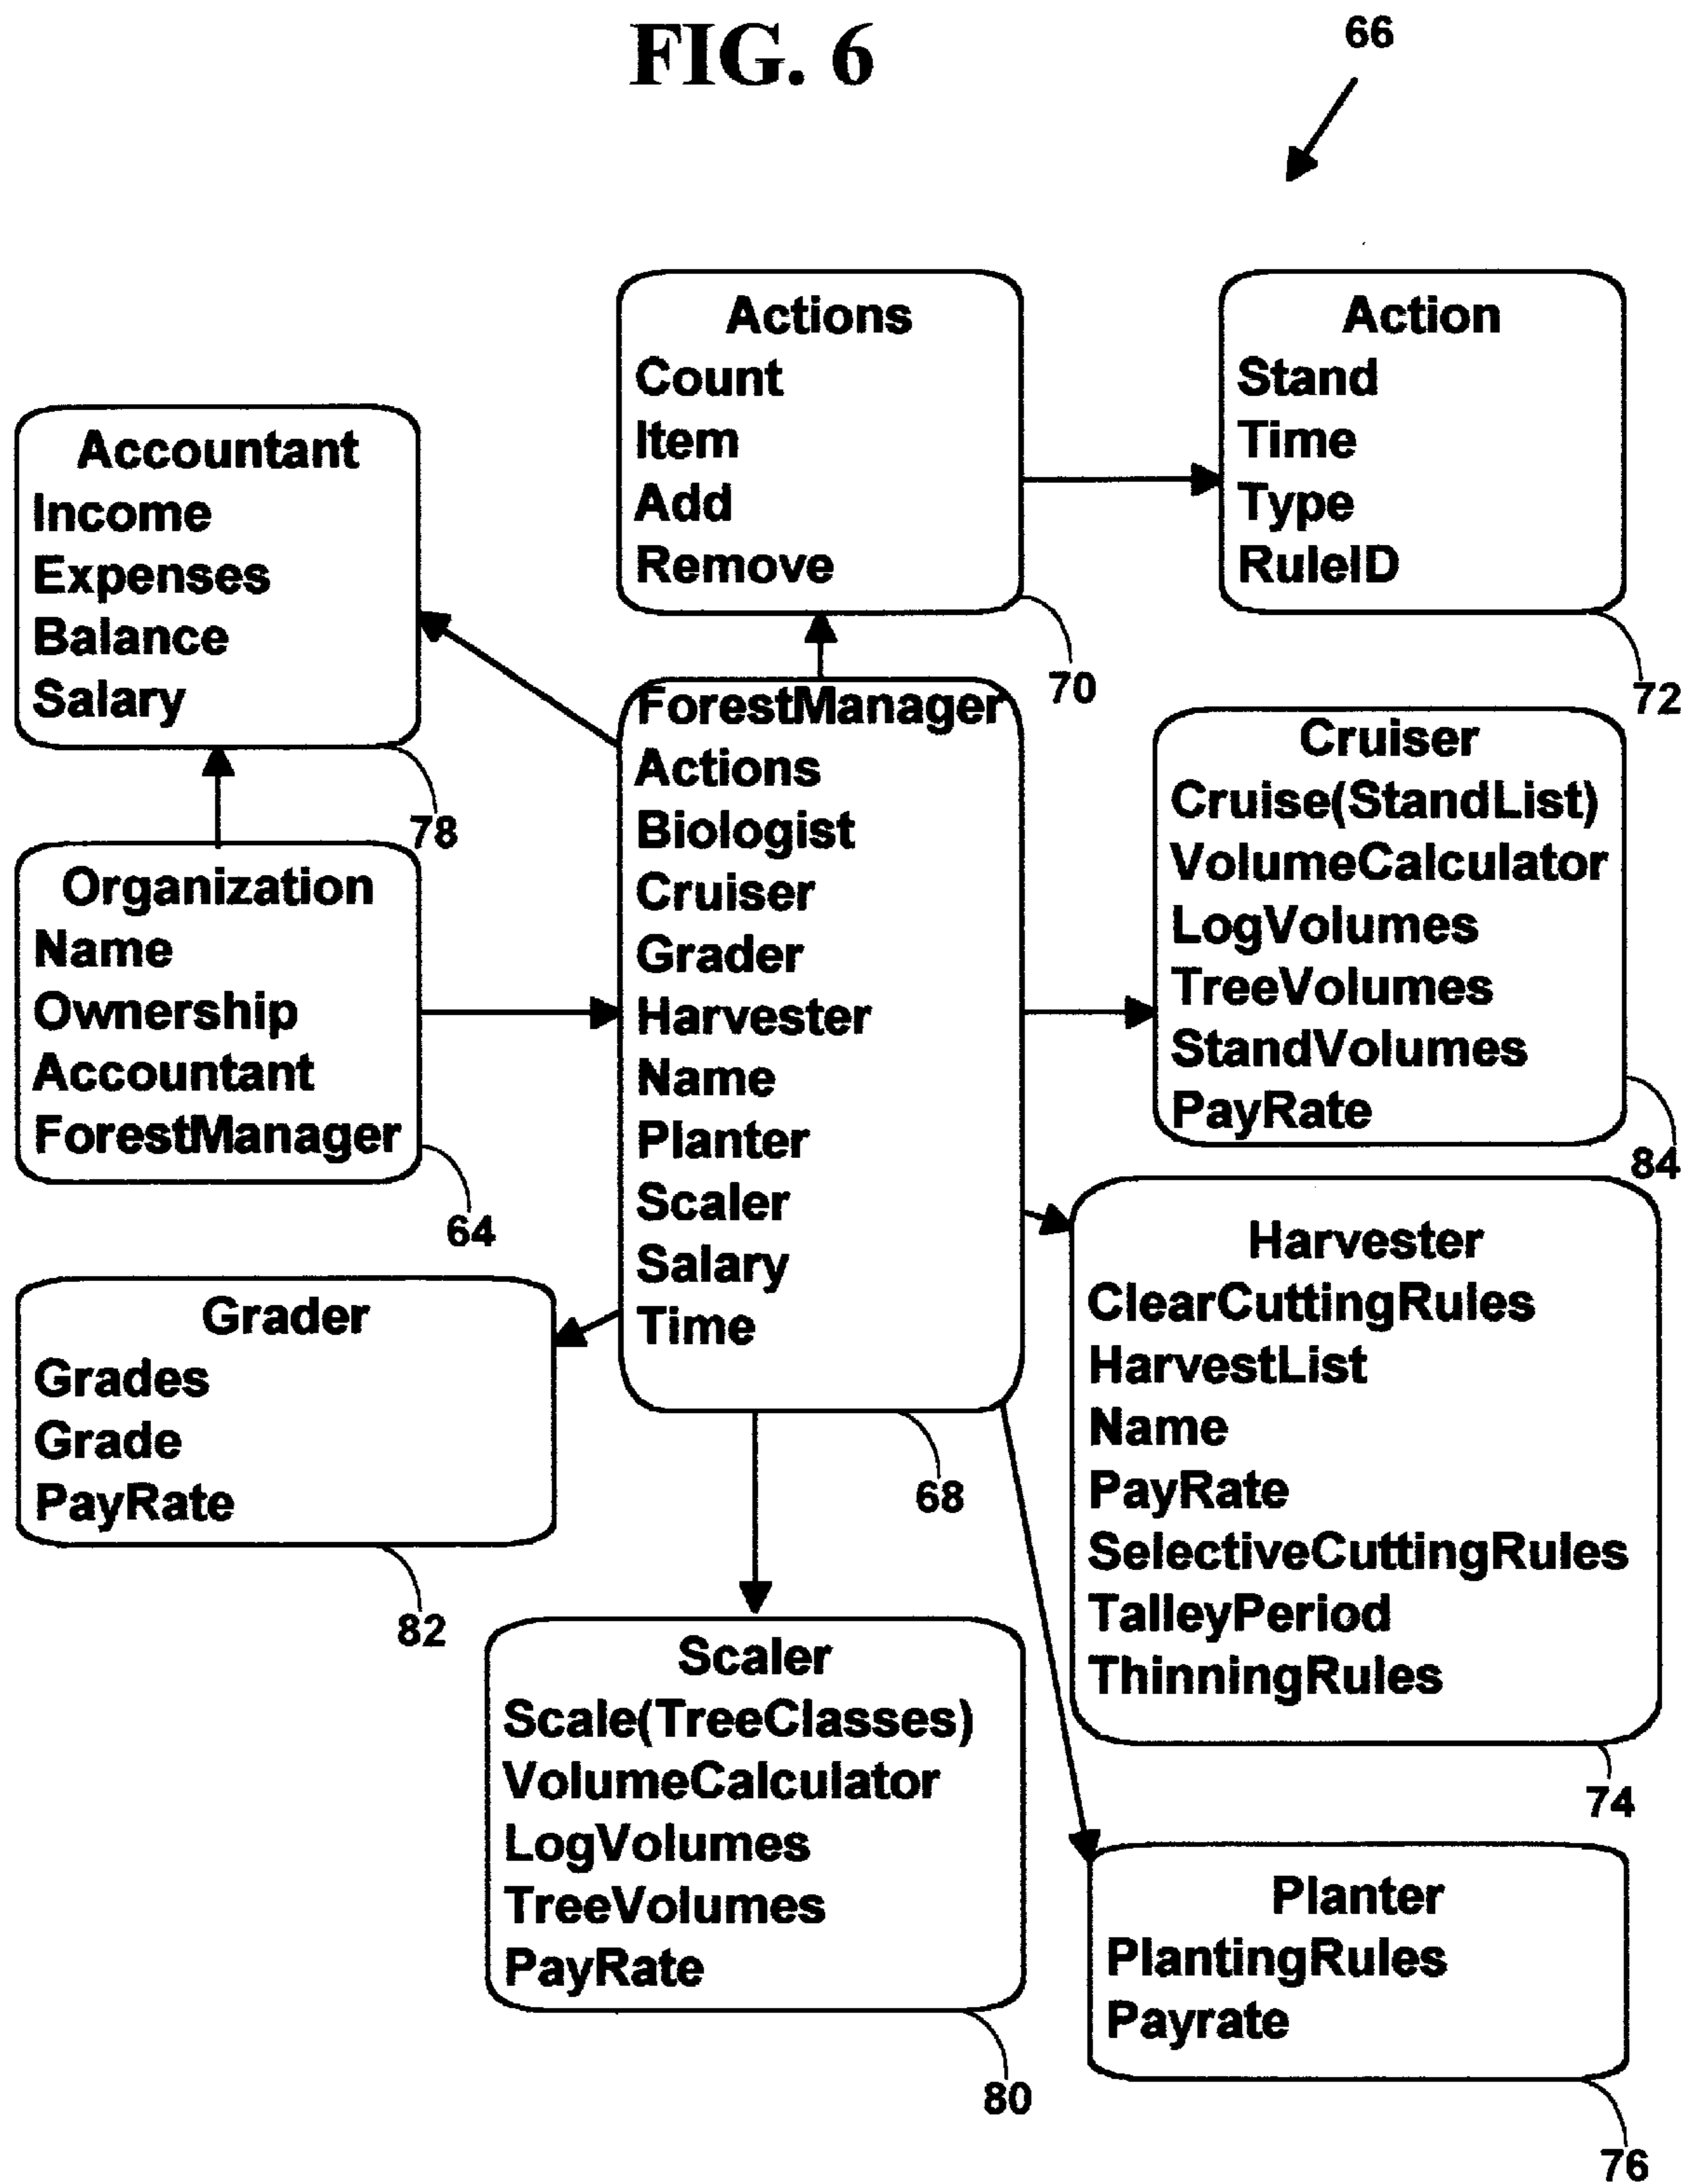 FIG. 6
66
Actions
Count
Item
Add
Remove
70
Action
Stand
Time
Type
RuleID
72
Accountant
Income
Expenses
Balance
Salary
78
Organization
Name
Ownership
Accountant
ForestManager
64
ForestManager
Actions
Biologist
Cruiser
Grader
Harvester
Name
Planter
Scaler
Salary
Time
68
Cruiser
Cruise(StandList)
VolumeCalculator
LogVolumes
TreeVolumes
StandVolumes
PayRate
84
Harvester
ClearCuttingRules
HarvestList
Name
PayRate
SelectiveCuttingRules
TalleyPeriod
ThinningRules
74
Grader
Grades
Grade
PayRate
82
Scaler
Scale(TreeClasses)
VolumeCalculator
LogVolumes
TreeVolumes
PayRate
80
Planter
PlantingRules
Payrate
76